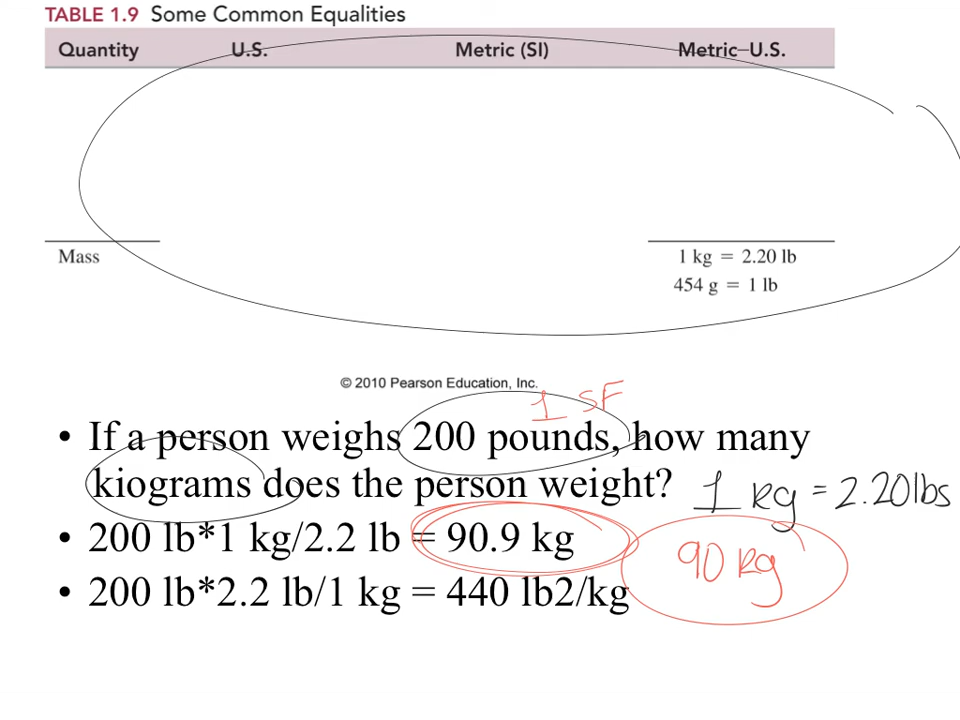 TABLE 1.9 Some Common Equalities
Quantity U.S. Metric (SI) Metric–U.S.
Mass 1 kg = 2.20 lb
454 g = 1 lb
© 2010 Pearson Education, Inc.
1 SF
• If a person weighs 200 pounds, how many
kiograms does the person weight?
1 kg = 2.20lbs
• 200 lb*1 kg/2.2 lb = 90.9 kg
90 kg
• 200 lb*2.2 lb/1 kg = 440 lb2/kg